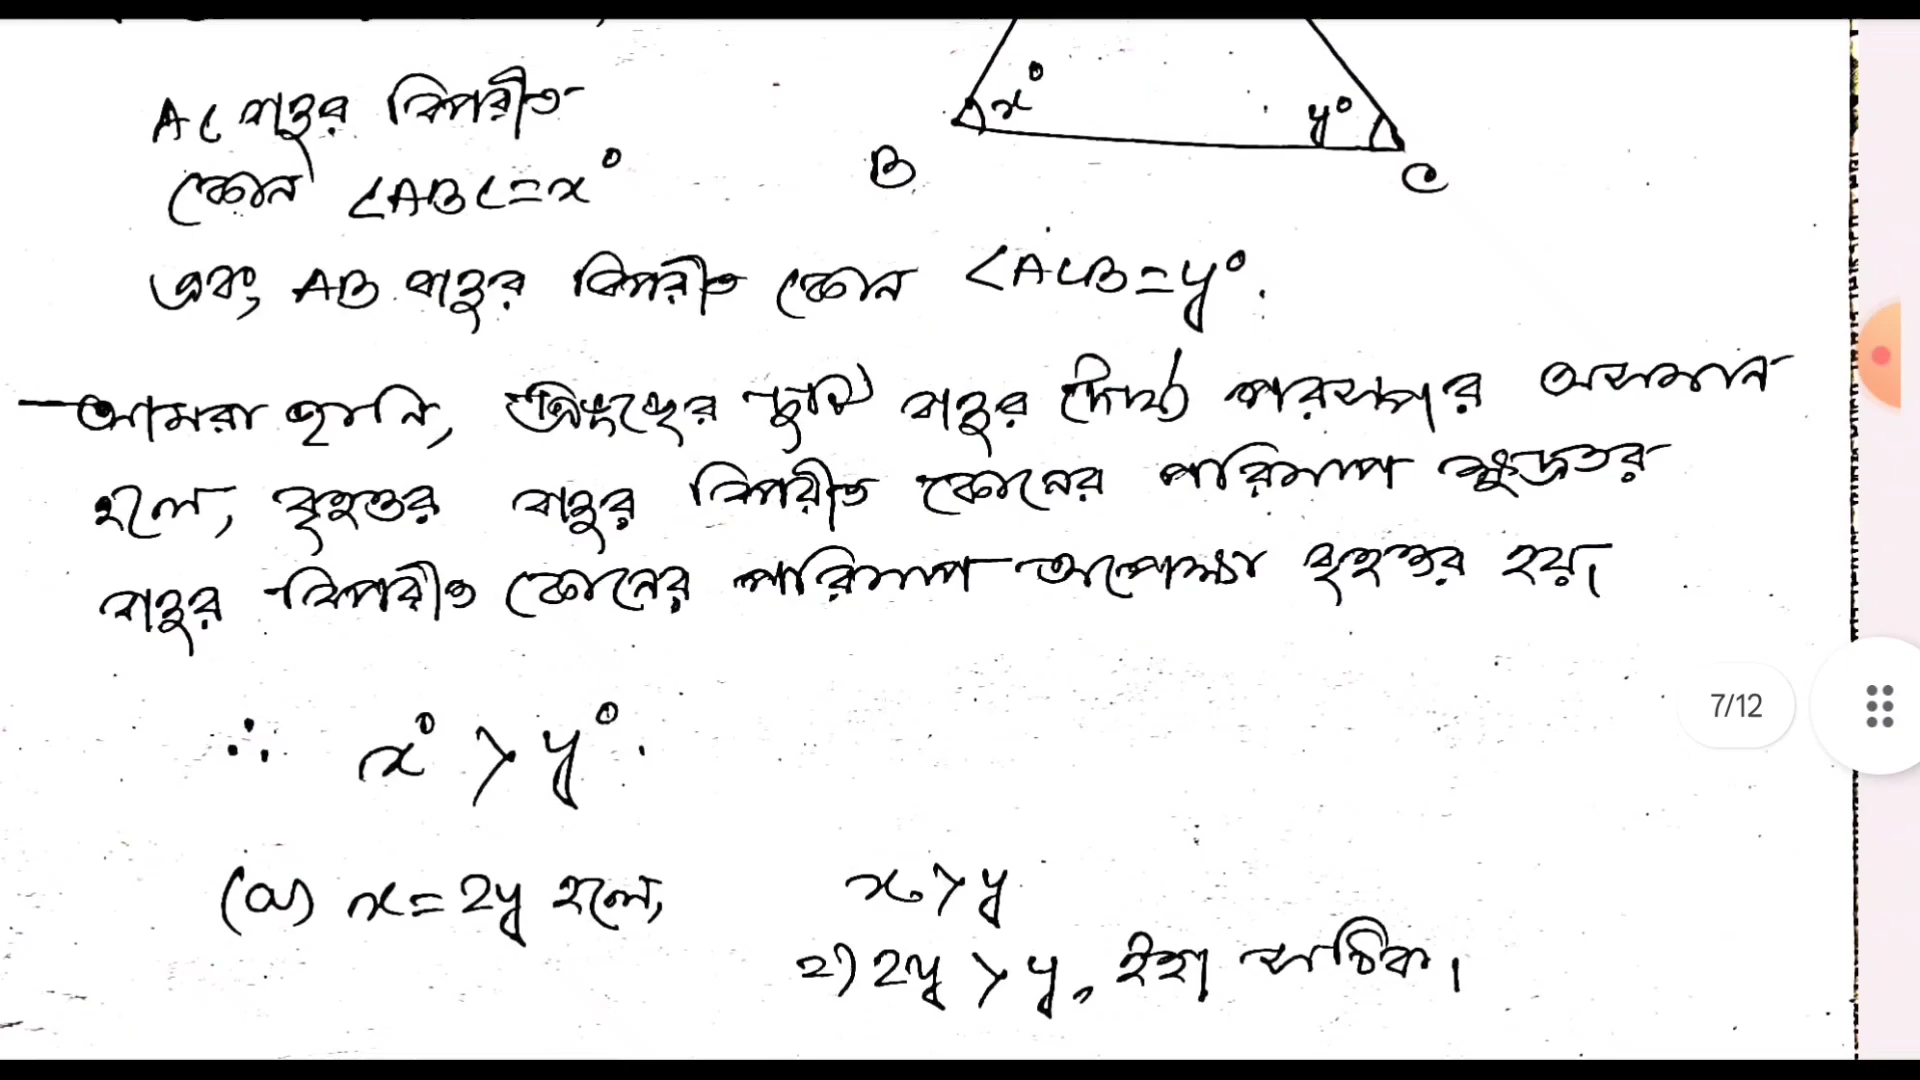 x° y°
B C
AC বাহুর বিপরীত
কোন ∠ABC=x°
এবং AB বাহুর বিপরীত কোন ∠ACB=y°.
আমরা জানি, ত্রিভুজের দুটি বাহুর দৈর্ঘ্য পরস্পর অসমান
হলে, বৃহত্তর বাহুর বিপরীত কোনের পরিমাপ ক্ষুদ্রতর
বাহুর বিপরীত কোনের পরিমাপ অপেক্ষা বৃহত্তর হয়।
∴ x° > y°.
(a) x=2y হলে, x > y
2y > y, ইহা সঠিক।
7/12